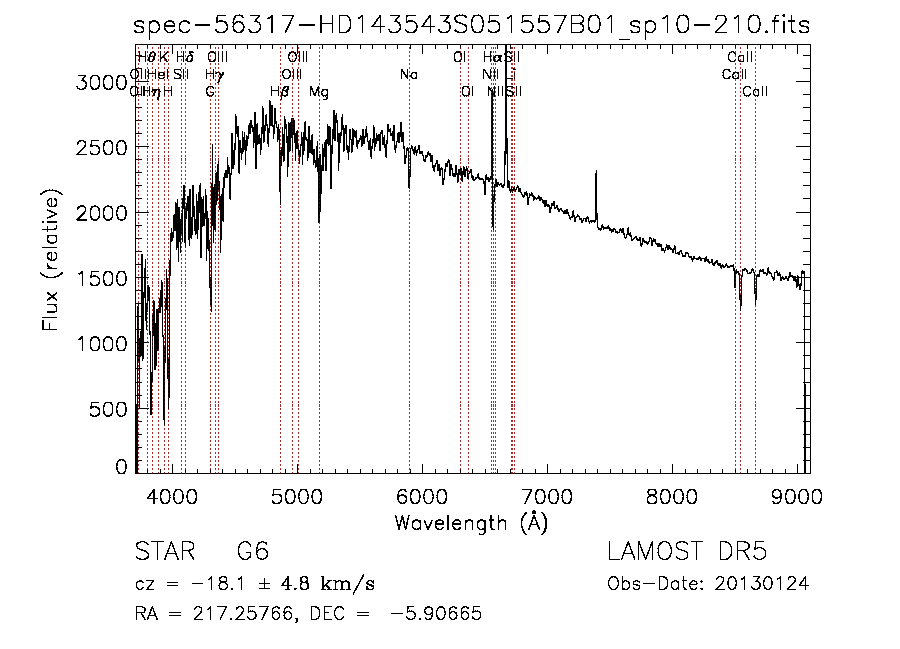 spec-56317-HD143543S051557B01_sp10-210.fits
Hθ K Hδ OIII OIII OI Hα SII CaII
OII HeI SII Hγ OIII Na NII Li CaII
OII Hη H G Hβ Mg OI NII SII CaII
3000
2500
2000
1500
1000
500
0
Flux (relative)
4000 5000 6000 7000 8000 9000
Wavelength (Å)
STAR G6 LAMOST DR5
cz = −18.1 ± 4.8 km/s Obs−Date: 20130124
RA = 217.25766, DEC = −5.90665